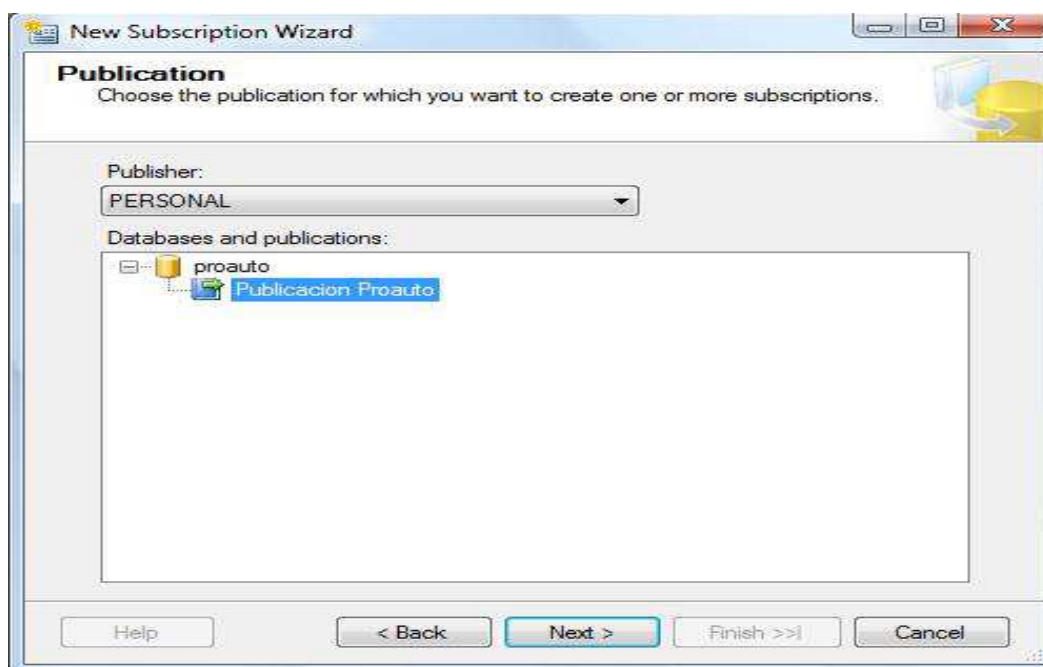 New Subscription Wizard
Publication
Choose the publication for which you want to create one or more subscriptions.
Publisher:
PERSONAL
Databases and publications:
proauto
Publicacion Proauto
Help < Back Next > Finish >>| Cancel